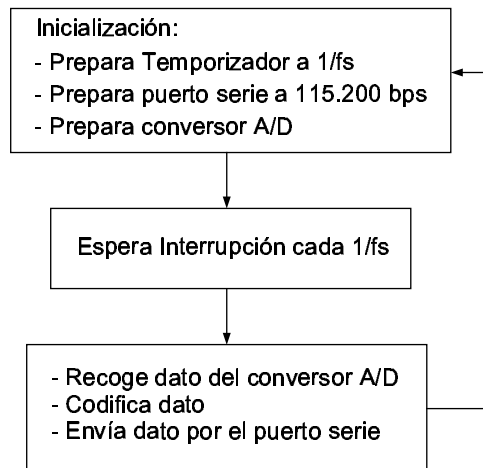 Inicialización:
- Prepara Temporizador a 1/fs
- Prepara puerto serie a 115.200 bps
- Prepara conversor A/D
Espera Interrupción cada 1/fs
- Recoge dato del conversor A/D
- Codifica dato
- Envía dato por el puerto serie